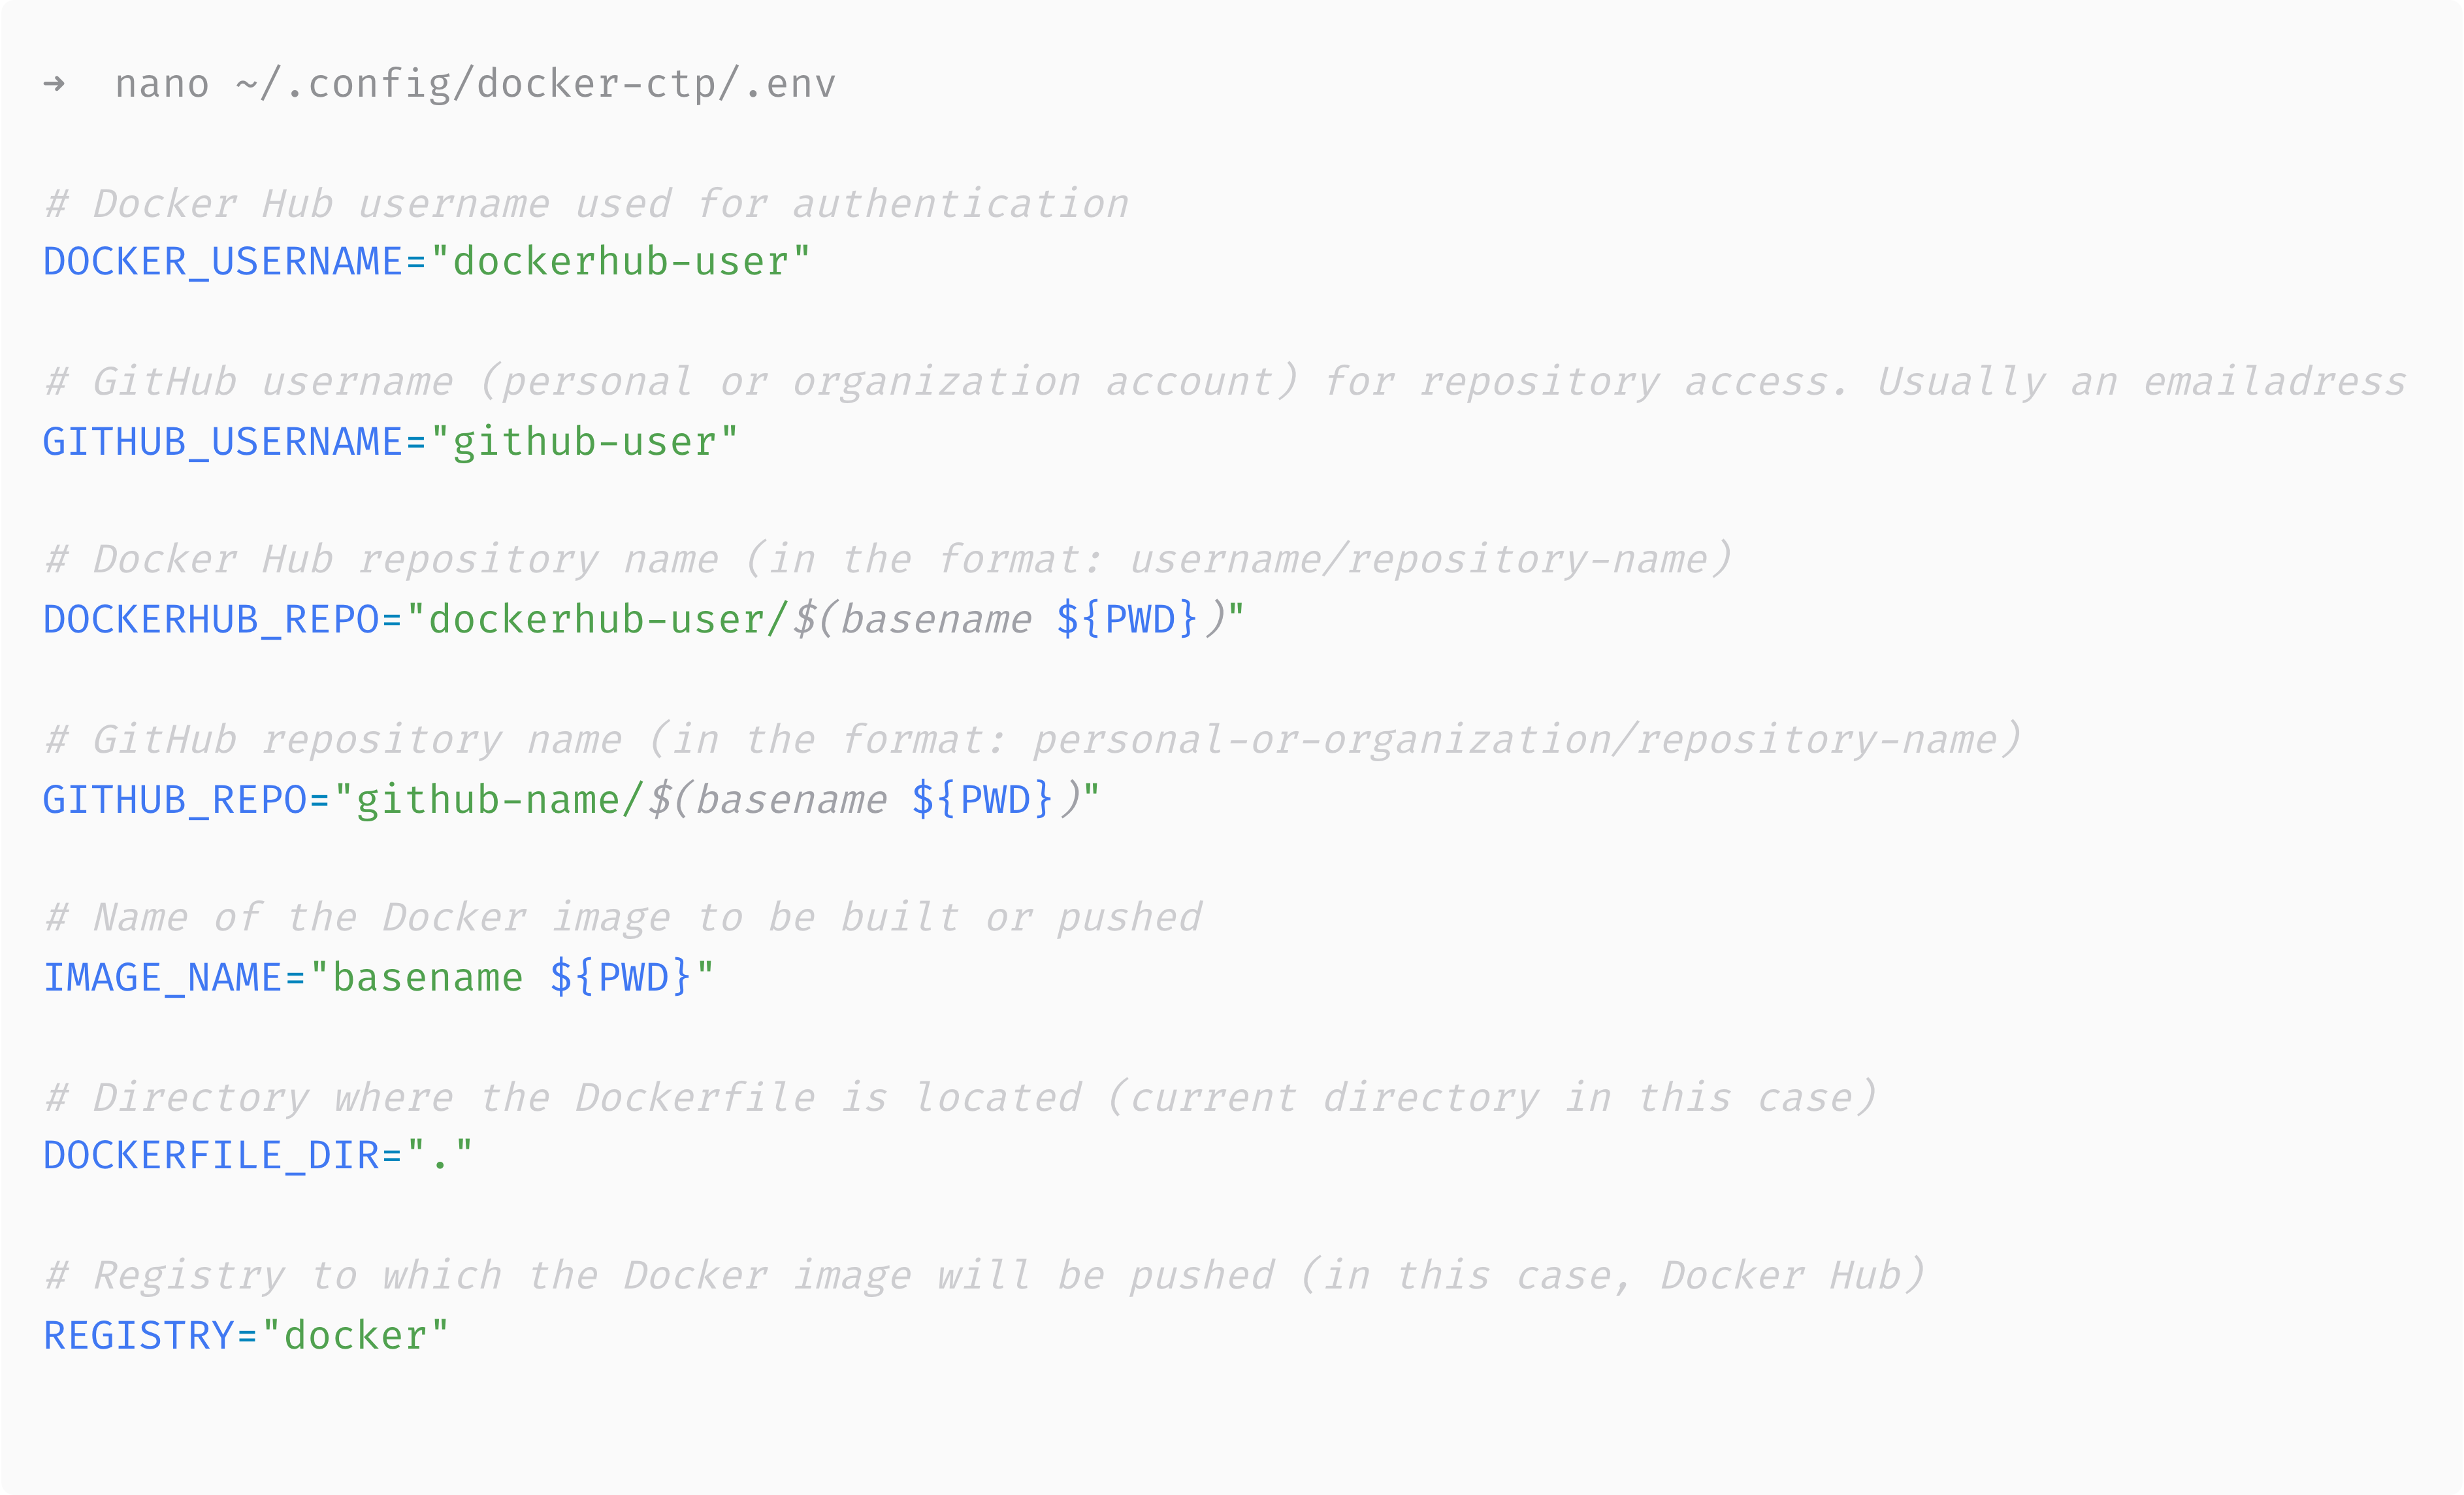 ➜  nano ~/.config/docker-ctp/.env
# Docker Hub username used for authentication
DOCKER_USERNAME="dockerhub-user"
# GitHub username (personal or organization account) for repository access. Usually an emailadress
GITHUB_USERNAME="github-user"
# Docker Hub repository name (in the format: username/repository-name)
DOCKERHUB_REPO="dockerhub-user/$(basename ${PWD})"
# GitHub repository name (in the format: personal-or-organization/repository-name)
GITHUB_REPO="github-name/$(basename ${PWD})"
# Name of the Docker image to be built or pushed
IMAGE_NAME="basename ${PWD}"
# Directory where the Dockerfile is located (current directory in this case)
DOCKERFILE_DIR="."
# Registry to which the Docker image will be pushed (in this case, Docker Hub)
REGISTRY="docker"